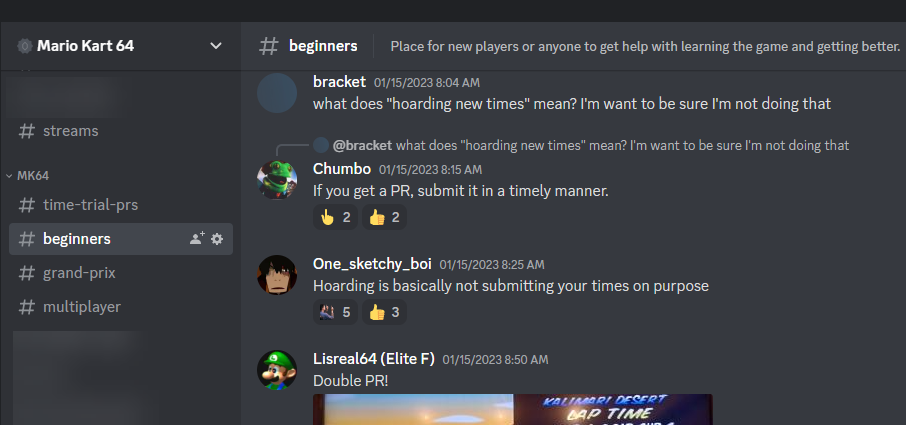 Mario Kart 64
# beginners
Place for new players or anyone to get help with learning the game and getting better.
# streams
MK64
# time-trial-prs
# beginners
# grand-prix
# multiplayer
bracket 01/15/2023 8:04 AM
what does "hoarding new times" mean? I'm want to be sure I'm not doing that
@bracket what does "hoarding new times" mean? I'm want to be sure I'm not doing that
Chumbo 01/15/2023 8:15 AM
If you get a PR, submit it in a timely manner.
2 2
One_sketchy_boi 01/15/2023 8:25 AM
Hoarding is basically not submitting your times on purpose
5 3
Lisreal64 (Elite F) 01/15/2023 8:50 AM
Double PR!
KALIMARI DESERT
LAP TIME